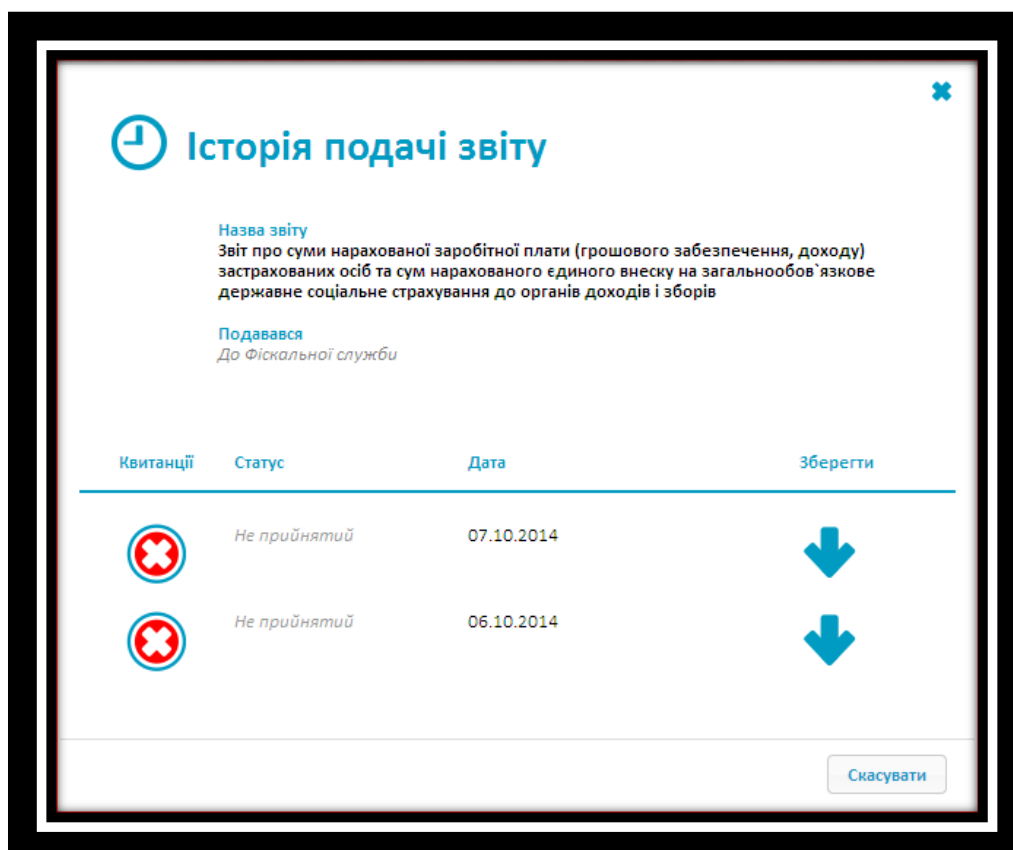 Історія подачі звіту
Назва звіту
Звіт про суми нарахованої заробітної плати (грошового забезпечення, доходу)
застрахованих осіб та сум нарахованого єдиного внеску на загальнообов`язкове
державне соціальне страхування до органів доходів і зборів
Подавався
До Фіскальної служби
Квитанції Статус Дата Зберегти
Не прийнятий 07.10.2014
Не прийнятий 06.10.2014
Скасувати